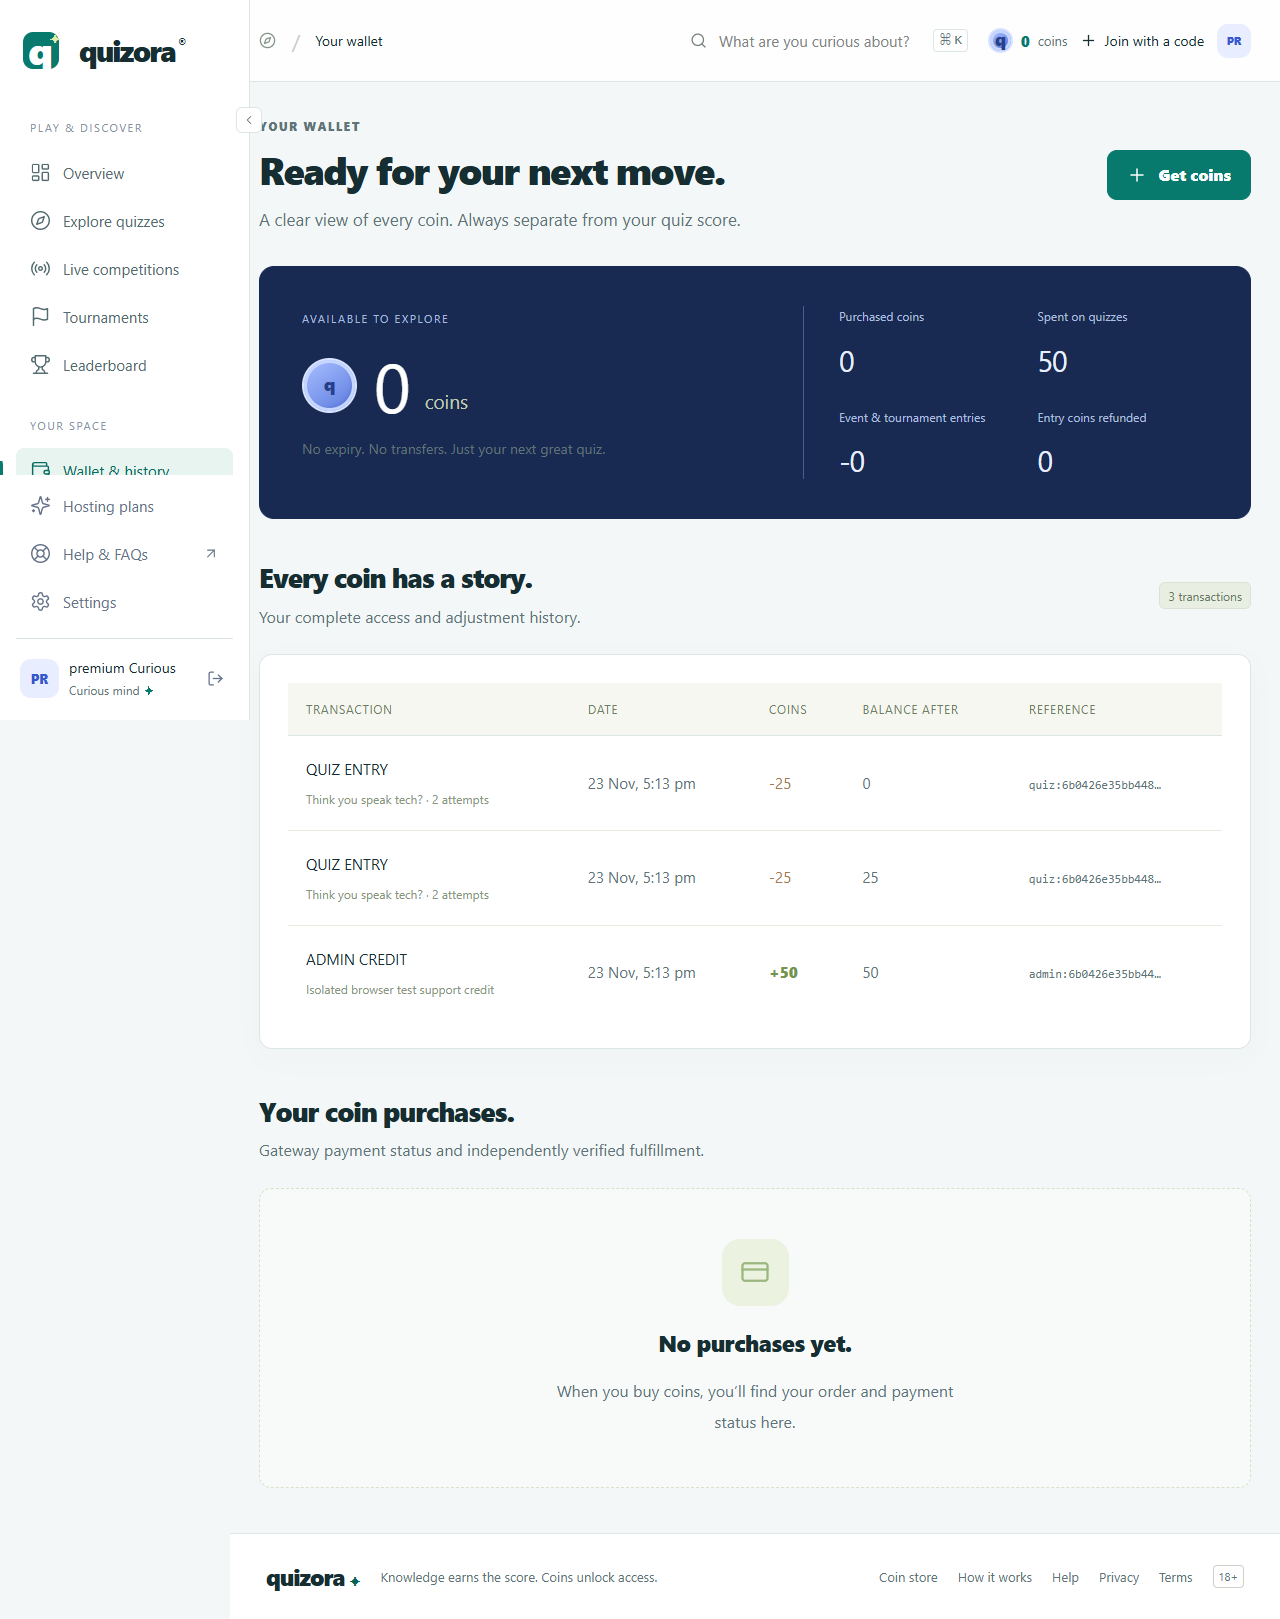 quizora®
PLAY & DISCOVER
Overview
Explore quizzes
Live competitions
Tournaments
Leaderboard
YOUR SPACE
Wallet & history
Hosting plans
Help & FAQs
Settings
PR premium Curious
Curious mind
/ Your wallet
What are you curious about? ⌘ K
q 0 coins
+ Join with a code
PR
YOUR WALLET
Ready for your next move.
A clear view of every coin. Always separate from your quiz score.
+ Get coins
AVAILABLE TO EXPLORE
q 0 coins
No expiry. No transfers. Just your next great quiz.
Purchased coins
0
Spent on quizzes
50
Event & tournament entries
-0
Entry coins refunded
0
Every coin has a story.
Your complete access and adjustment history.
3 transactions
TRANSACTION DATE COINS BALANCE AFTER REFERENCE
QUIZ ENTRY
Think you speak tech? · 2 attempts
23 Nov, 5:13 pm -25 0 quiz:6b0426e35bb448…
QUIZ ENTRY
Think you speak tech? · 2 attempts
23 Nov, 5:13 pm -25 25 quiz:6b0426e35bb448…
ADMIN CREDIT
Isolated browser test support credit
23 Nov, 5:13 pm +50 50 admin:6b0426e35bb44…
Your coin purchases.
Gateway payment status and independently verified fulfillment.
No purchases yet.
When you buy coins, you’ll find your order and payment
status here.
quizora
Knowledge earns the score. Coins unlock access.
Coin store How it works Help Privacy Terms 18+